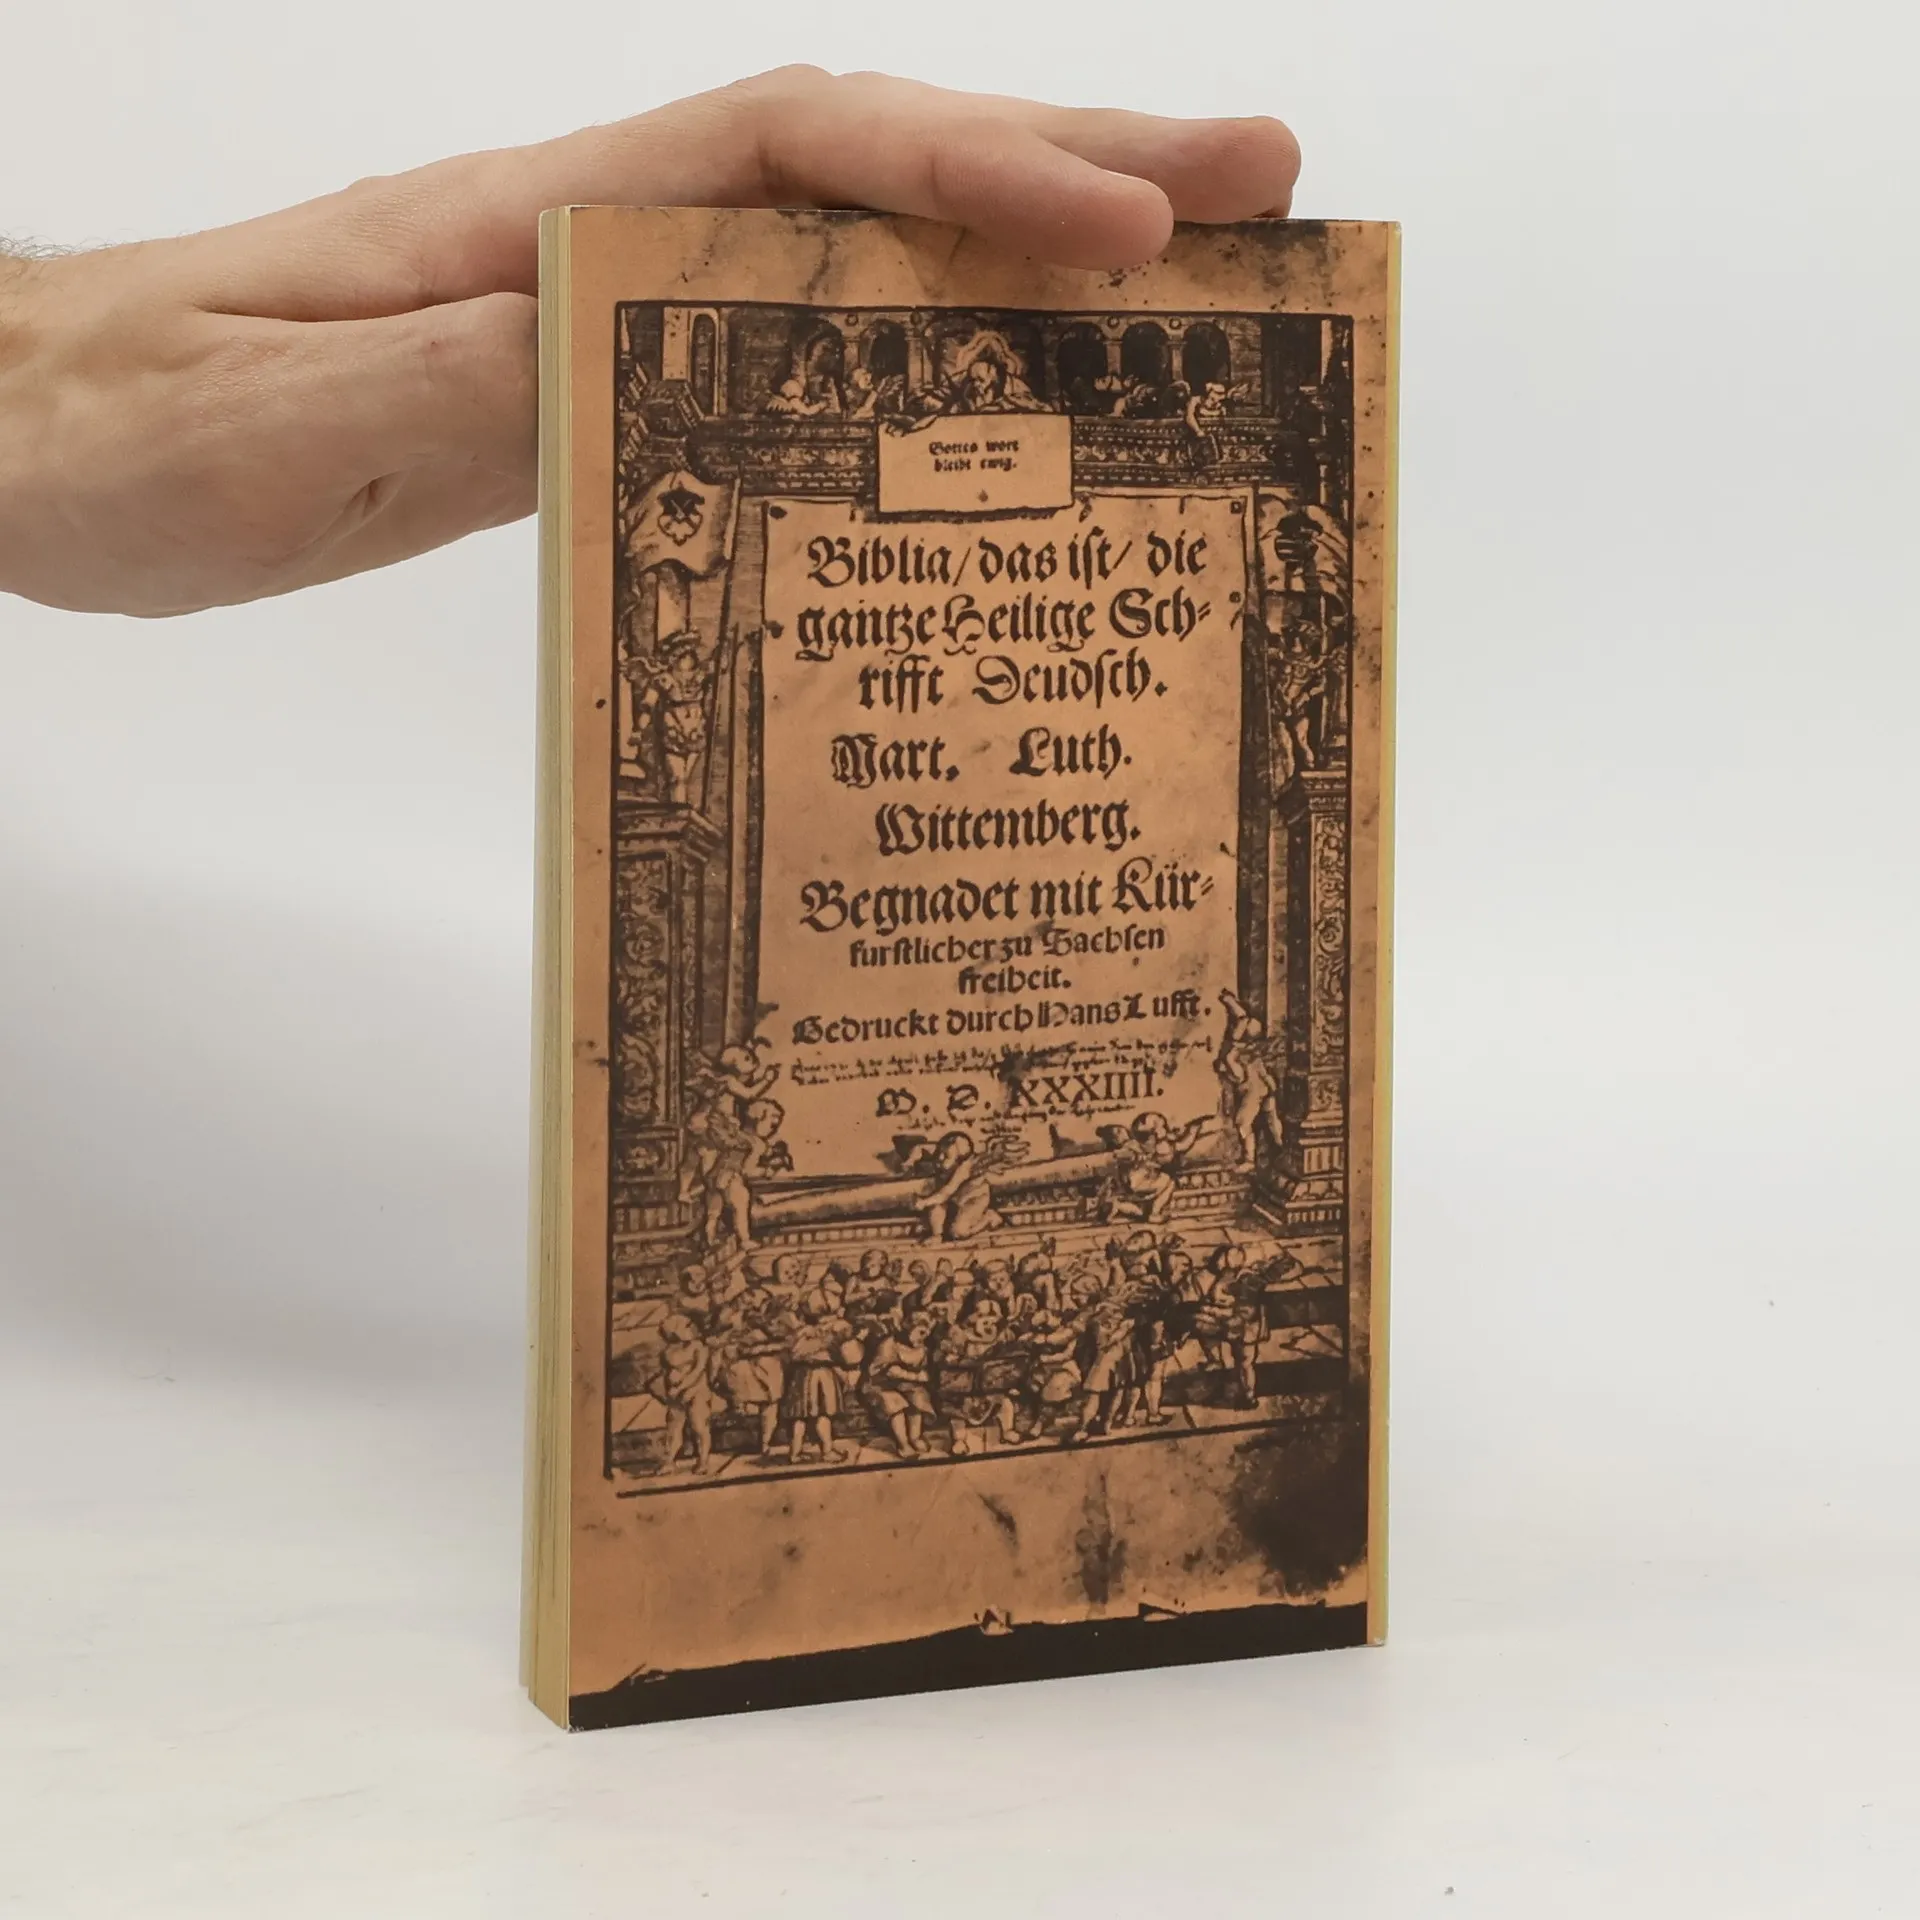 Gottes wort
bleibt ewig.
Biblia/ das iſt/ die
gantze Heilige Sch⸗
rifft Deudſch.
Mart. Luth.
Wittemberg.
Begnadet mit Kür⸗
furſtlicher zu Sachſen
freiheit.
Gedruckt durch Hans Lufft.
M. D. XXXIIII.